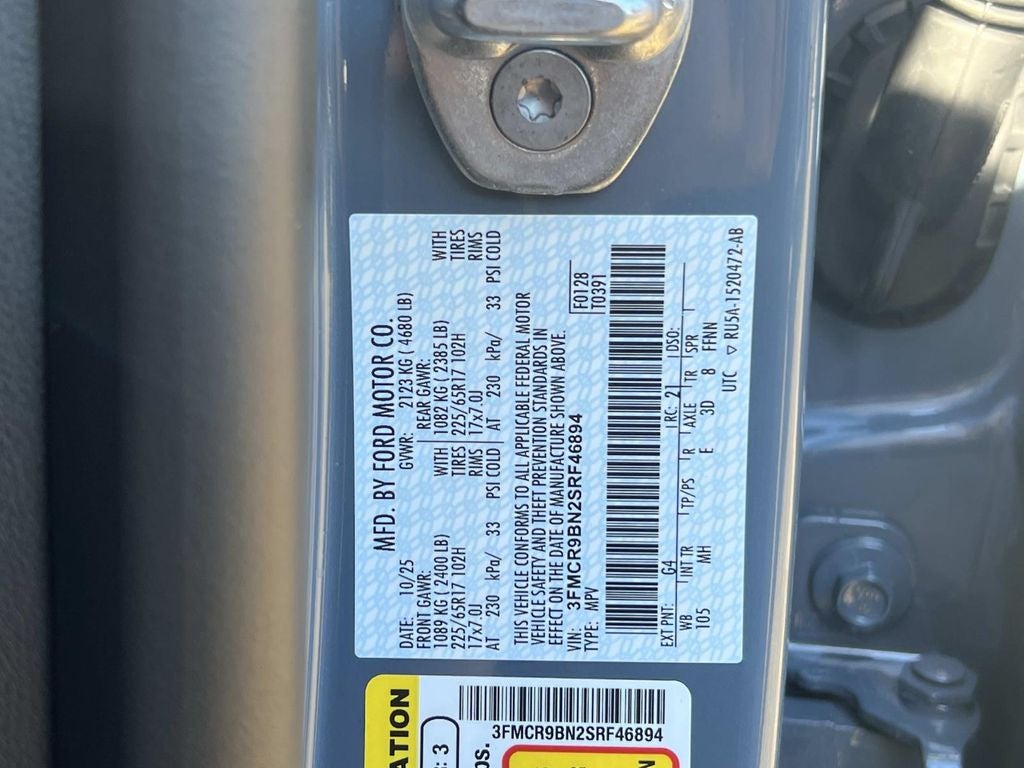 MFD. BY FORD MOTOR CO.
DATE: 10/25 GVWR: 2123 KG ( 4680 LB)
FRONT GAWR: REAR GAWR:
1089 KG ( 2400 LB) WITH 1082 KG ( 2385 LB) WITH
225/65R17 102H TIRES 225/65R17 102H TIRES
17x7.0J RIMS 17x7.0J RIMS
AT 230 kPa/ 33 PSI COLD AT 230 kPa/ 33 PSI COLD
THIS VEHICLE CONFORMS TO ALL APPLICABLE FEDERAL MOTOR
VEHICLE SAFETY AND THEFT PREVENTION STANDARDS IN
EFFECT ON THE DATE OF MANUFACTURE SHOWN ABOVE.
VIN: 3FMCR9BN2SRF46894 F0128
TYPE: MPV T0391
EXT PNT: G4 RC: 21 DSO:
WB INT TR TP/PS R AXLE TR SPR
105 MH E 3D 8 FFNN
UTC ▽ RU5A-1520472-AB
3FMCR9BN2SRF46894
ATION
: 3
OS.